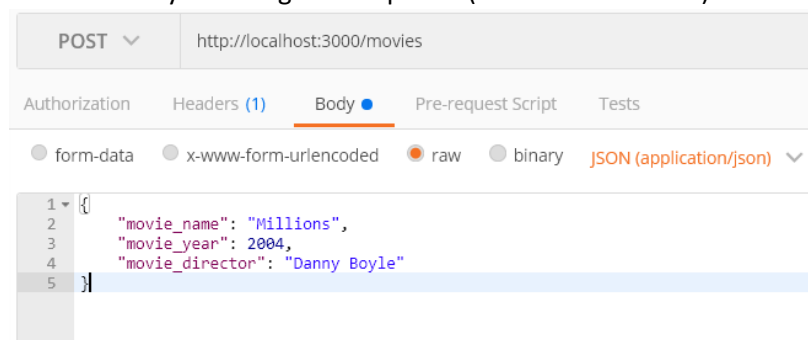 POST http://localhost:3000/movies
Authorization Headers (1) Body Pre-request Script Tests
form-data x-www-form-urlencoded raw binary JSON (application/json)
1 {
2 "movie_name": "Millions",
3 "movie_year": 2004,
4 "movie_director": "Danny Boyle"
5 }